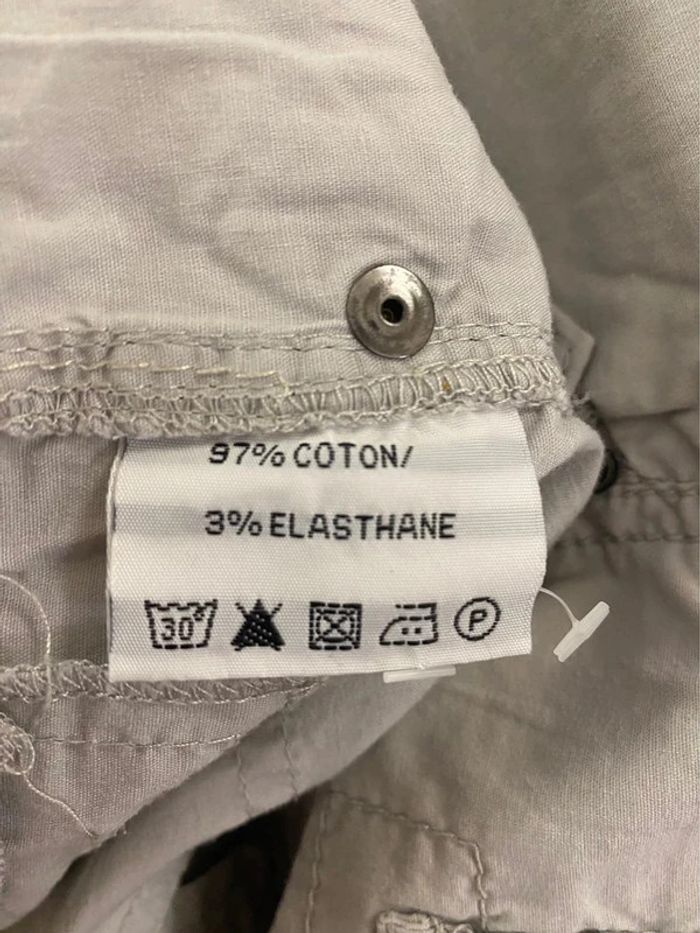 97% COTON/
3% ELASTHANE
30 P